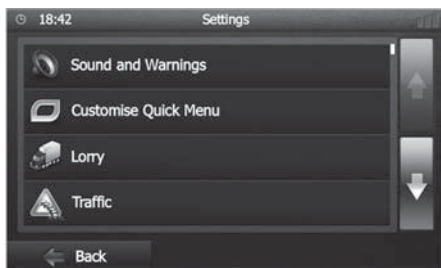 18:42 Settings
Sound and Warnings
Customise Quick Menu
Lorry
Traffic
Back